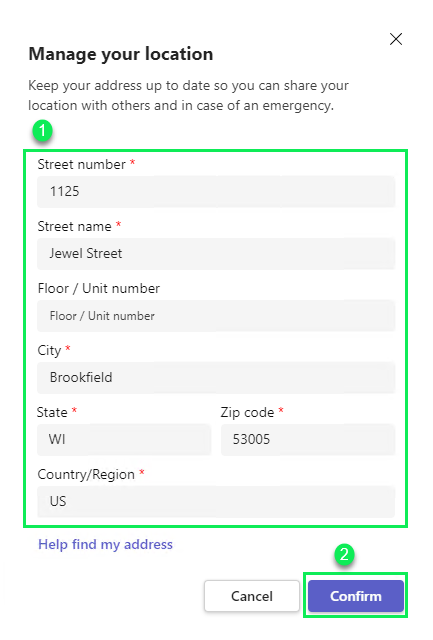 Manage your location
Keep your address up to date so you can share your
location with others and in case of an emergency.
1
Street number *
1125
Street name *
Jewel Street
Floor / Unit number
Floor / Unit number
City *
Brookfield
State * Zip code *
WI 53005
Country/Region *
US
Help find my address
2
Cancel Confirm